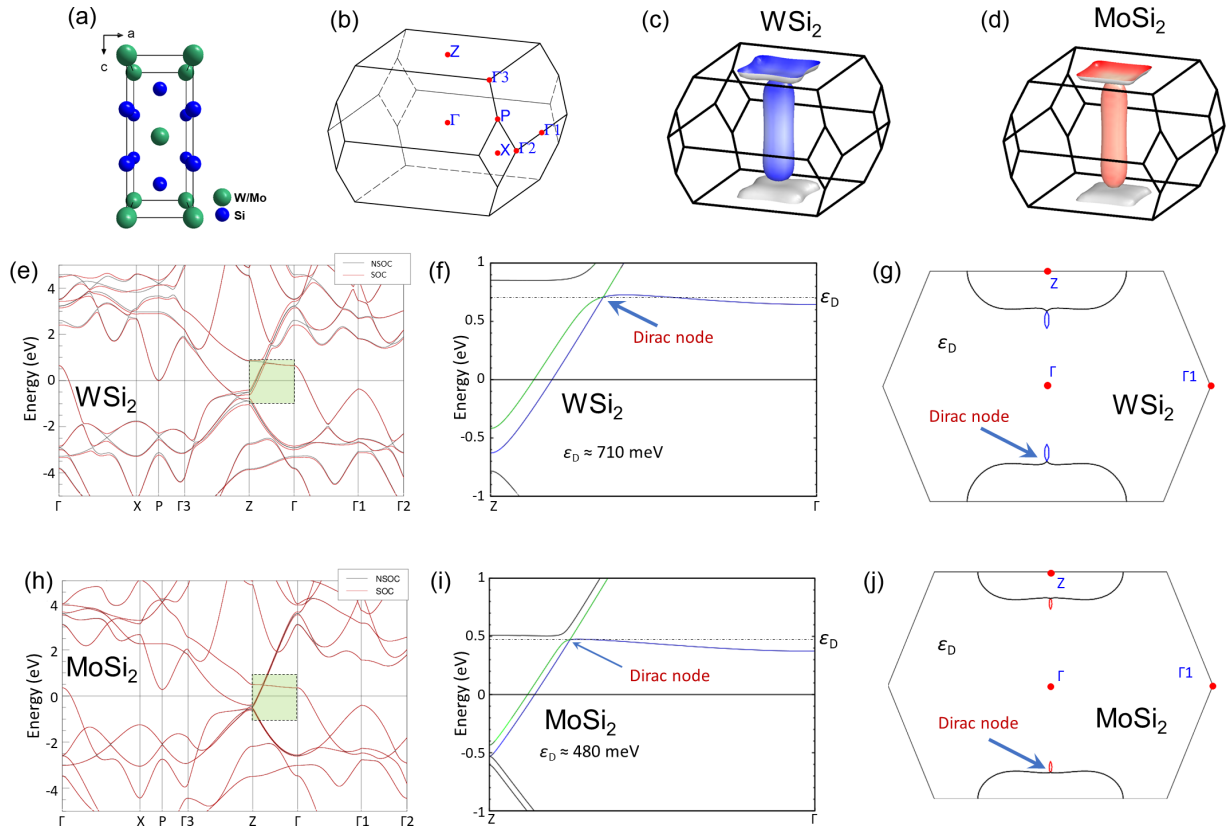 (a)
a
c
W/Mo
Si
(b)
Z
Γ3
Γ
P
Γ1
X
Γ2
(c)
WSi2
(d)
MoSi2
(e)
NSOC
SOC
Energy (eV)
4
2
0
-2
-4
WSi2
Γ X P Γ3 Z Γ Γ1 Γ2
(f)
Energy (eV)
1
0.5
0
-0.5
-1
εD
Dirac node
WSi2
εD ≈ 710 meV
Z Γ
(g)
Z
εD
Γ
Γ1
Dirac node
WSi2
(h)
NSOC
SOC
Energy (eV)
4
2
0
-2
-4
MoSi2
Γ X P Γ3 Z Γ Γ1 Γ2
(i)
Energy (eV)
1
0.5
0
-0.5
-1
εD
Dirac node
MoSi2
εD ≈ 480 meV
Z Γ
(j)
Z
εD
Γ
Γ1
Dirac node
MoSi2